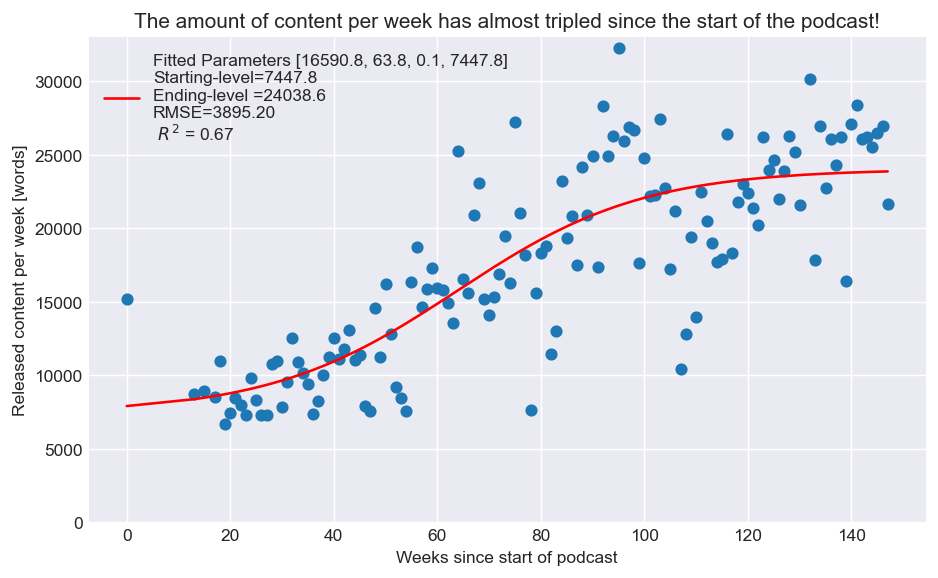 The amount of content per week has almost tripled since the start of the podcast!
Fitted Parameters [16590.8, 63.8, 0.1, 7447.8]
Starting-level=7447.8
Ending-level =24038.6
RMSE=3895.20
R² = 0.67
Released content per week [words]
30000
25000
20000
15000
10000
5000
0
0 20 40 60 80 100 120 140
Weeks since start of podcast